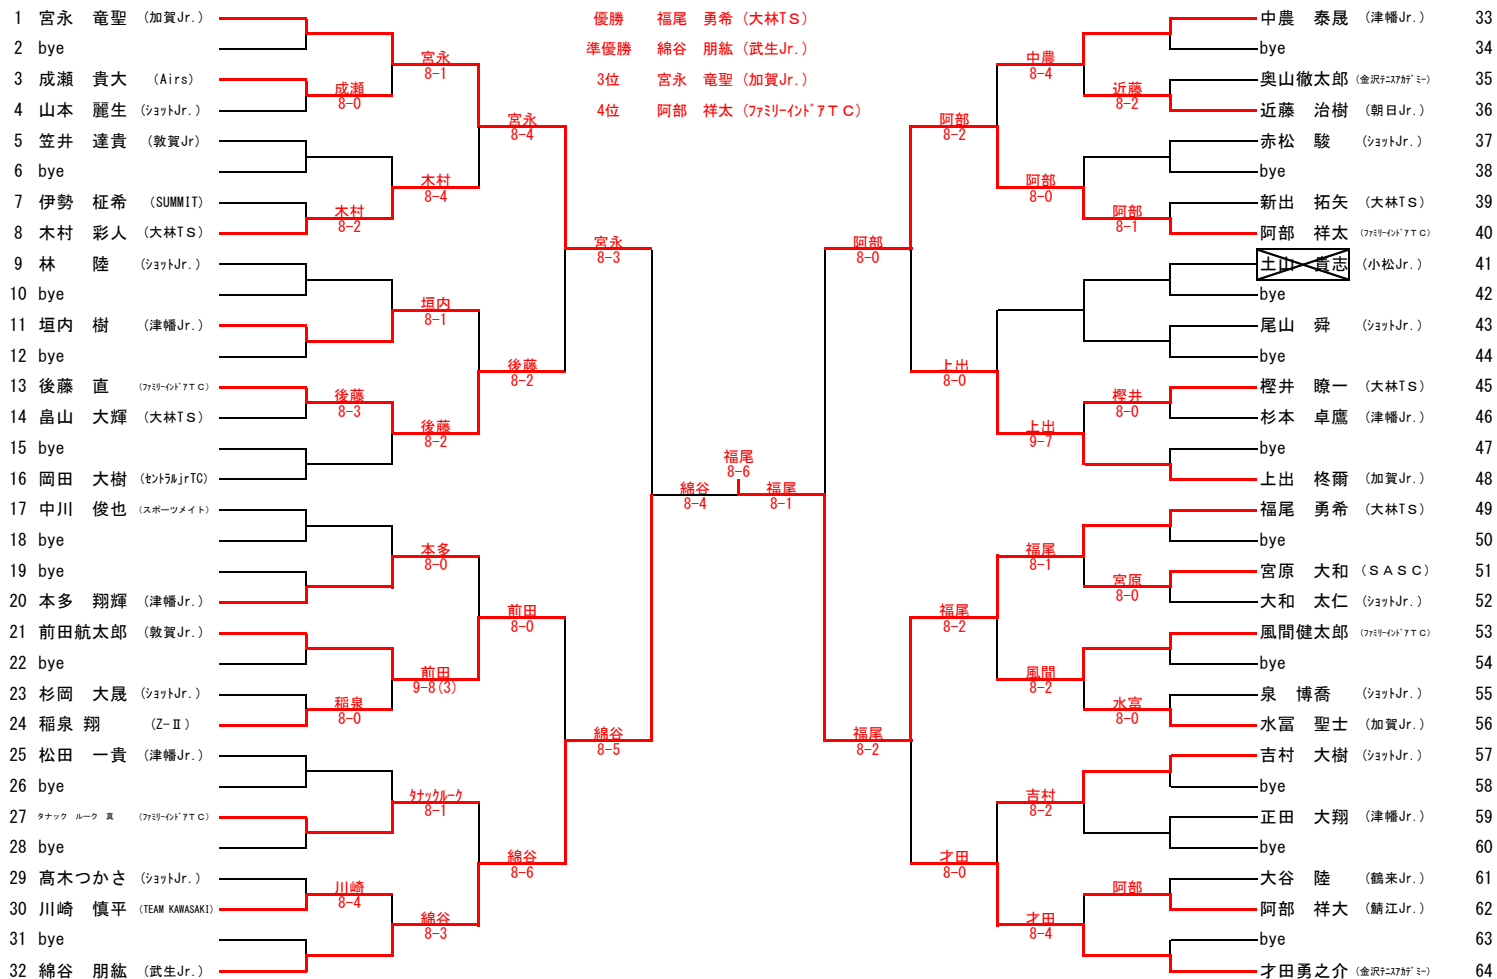 優勝 福尾 勇希 (大林TS)
準優勝 綿谷 朋紘 (武生Jr.)
3位 宮永 竜聖 (加賀Jr.)
4位 阿部 祥太 (ファミリーインドアTC)
1 宮永 竜聖 (加賀Jr.)
2 bye
3 成瀬 貴大 (Airs)
4 山本 麗生 (ショットJr.)
5 笠井 達貴 (敦賀Jr)
6 bye
7 伊勢 柾希 (SUMMIT)
8 木村 彩人 (大林TS)
9 林 陸 (ショットJr.)
10 bye
11 垣内 樹 (津幡Jr.)
12 bye
13 後藤 直 (ファミリーインドアTC)
14 畠山 大輝 (大林TS)
15 bye
16 岡田 大樹 (セントラルjrTC)
17 中川 俊也 (スポーツメイト)
18 bye
19 bye
20 本多 翔輝 (津幡Jr.)
21 前田航太郎 (敦賀Jr.)
22 bye
23 杉岡 大晟 (ショットJr.)
24 稲泉 翔 (Z-Ⅱ)
25 松田 一貴 (津幡Jr.)
26 bye
27 タナック ルーク 真 (ファミリーインドアTC)
28 bye
29 髙木つかさ (ショットJr.)
30 川崎 慎平 (TEAM KAWASAKI)
31 bye
32 綿谷 朋紘 (武生Jr.)
成瀬
8-0
木村
8-2
後藤
8-3
稲泉
8-0
川崎
8-4
宮永
8-1
木村
8-4
垣内
8-1
後藤
8-2
本多
8-0
前田
9-8(3)
タナックルーク
8-1
綿谷
8-3
宮永
8-4
後藤
8-2
前田
8-0
綿谷
8-6
宮永
8-3
綿谷
8-5
綿谷
8-4
福尾
8-6
福尾
8-1
阿部
8-0
福尾
8-2
阿部
8-2
上出
8-0
福尾
8-2
才田
8-0
中農
8-4
阿部
8-0
上出
9-7
福尾
8-1
風間
8-2
吉村
8-2
才田
8-4
近藤
8-2
阿部
8-1
樫井
8-0
宮原
8-0
水冨
8-0
阿部
中農 泰晟 (津幡Jr.) 33
bye 34
奥山徹太郎 (金沢テニスアカデミー) 35
近藤 治樹 (朝日Jr.) 36
赤松 駿 (ショットJr.) 37
bye 38
新出 拓矢 (大林TS) 39
阿部 祥太 (ファミリーインドアTC) 40
土山 貴志 (小松Jr.) 41
bye 42
尾山 舜 (ショットJr.) 43
bye 44
樫井 瞭一 (大林TS) 45
杉本 卓鷹 (津幡Jr.) 46
bye 47
上出 柊爾 (加賀Jr.) 48
福尾 勇希 (大林TS) 49
bye 50
宮原 大和 (SASC) 51
大和 太仁 (ショットJr.) 52
風間健太郎 (ファミリーインドアTC) 53
bye 54
泉 博喬 (ショットJr.) 55
水冨 聖士 (加賀Jr.) 56
吉村 大樹 (ショットJr.) 57
bye 58
正田 大翔 (津幡Jr.) 59
bye 60
大谷 陸 (鶴来Jr.) 61
阿部 祥大 (鯖江Jr.) 62
bye 63
才田勇之介 (金沢テニスアカデミー) 64